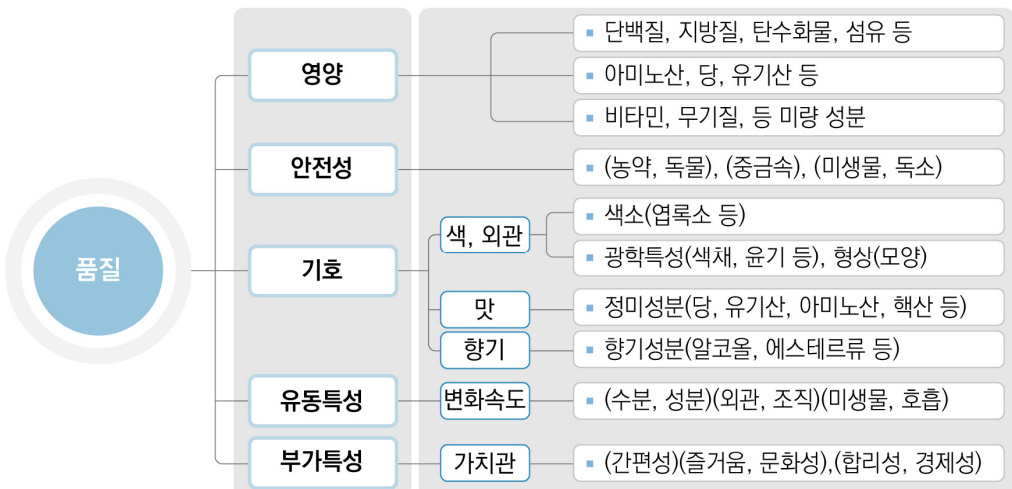 품질
영양
단백질, 지방질, 탄수화물, 섬유 등
아미노산, 당, 유기산 등
비타민, 무기질, 등 미량 성분
안전성
(농약, 독물), (중금속), (미생물, 독소)
기호
색, 외관
색소(엽록소 등)
광학특성(색채, 윤기 등), 형상(모양)
맛
정미성분(당, 유기산, 아미노산, 핵산 등)
향기
향기성분(알코올, 에스테르류 등)
유동특성
변화속도
(수분, 성분)(외관, 조직)(미생물, 호흡)
부가특성
가치관
(간편성)(즐거움, 문화성),(합리성, 경제성)